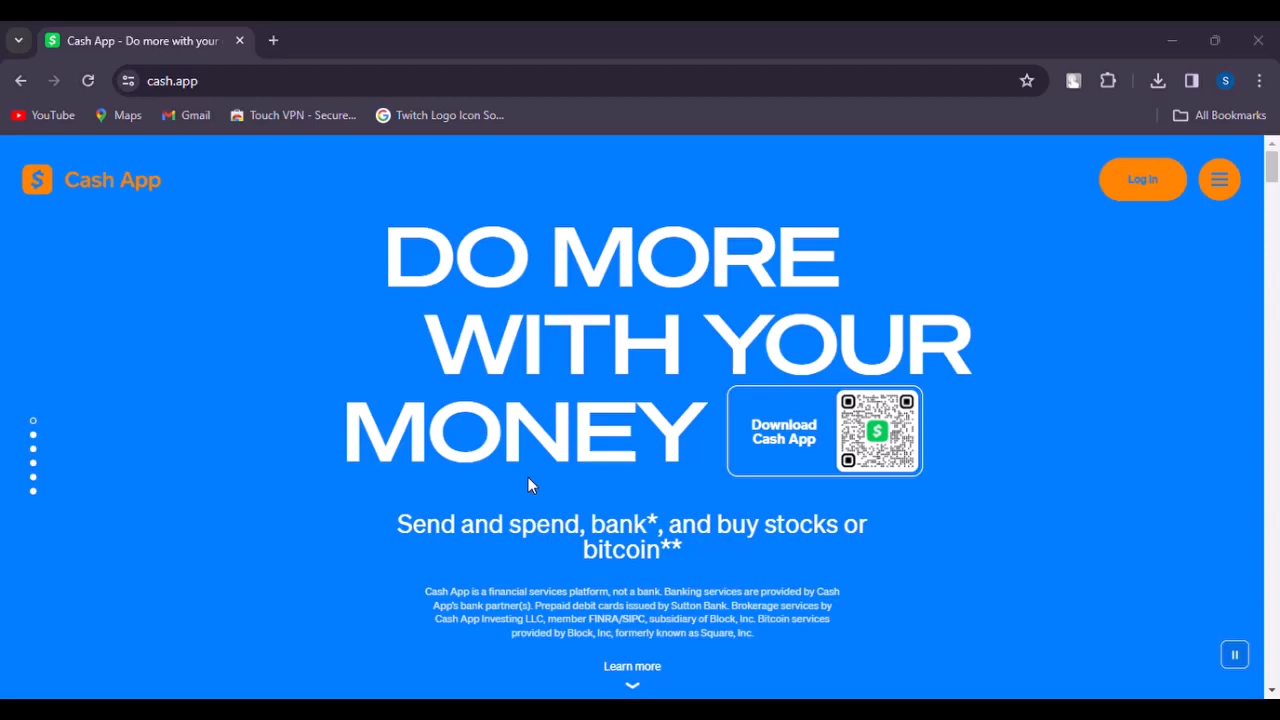 Cash App - Do more with your
cash.app
S
YouTube
Maps
Gmail
Touch VPN - Secure...
Twitch Logo Icon So...
All Bookmarks
Cash App
Log In
DO MORE
WITH YOUR
MONEY
Download
Cash App
Send and spend, bank*, and buy stocks or
bitcoin**
Cash App is a financial services platform, not a bank. Banking services are provided by Cash
App's bank partner(s). Prepaid debit cards issued by Sutton Bank. Brokerage services by
Cash App Investing LLC, member FINRA/SIPC, subsidiary of Block, Inc. Bitcoin services
provided by Block, Inc, formerly known as Square, Inc.
Learn more